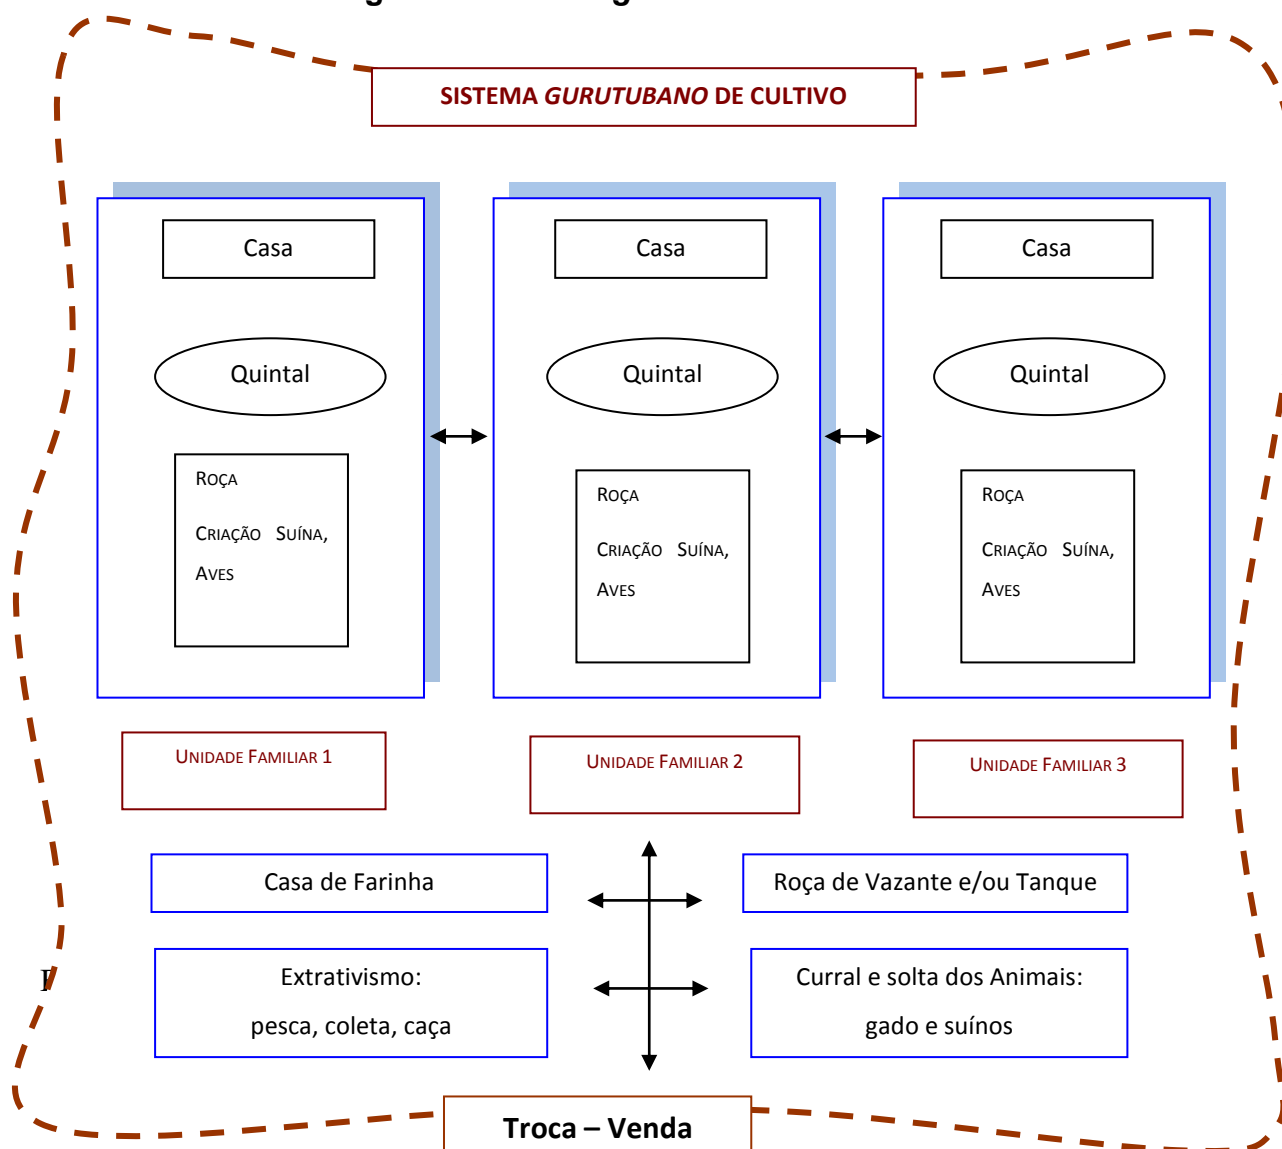 SISTEMA GURUTUBANO DE CULTIVO
Casa
Quintal
ROÇA
CRIAÇÃO SUÍNA,
AVES
UNIDADE FAMILIAR 1
Casa
Quintal
ROÇA
CRIAÇÃO SUÍNA,
AVES
UNIDADE FAMILIAR 2
Casa
Quintal
ROÇA
CRIAÇÃO SUÍNA,
AVES
UNIDADE FAMILIAR 3
Casa de Farinha
Roça de Vazante e/ou Tanque
Extrativismo:
pesca, coleta, caça
Curral e solta dos Animais:
gado e suínos
Troca – Venda